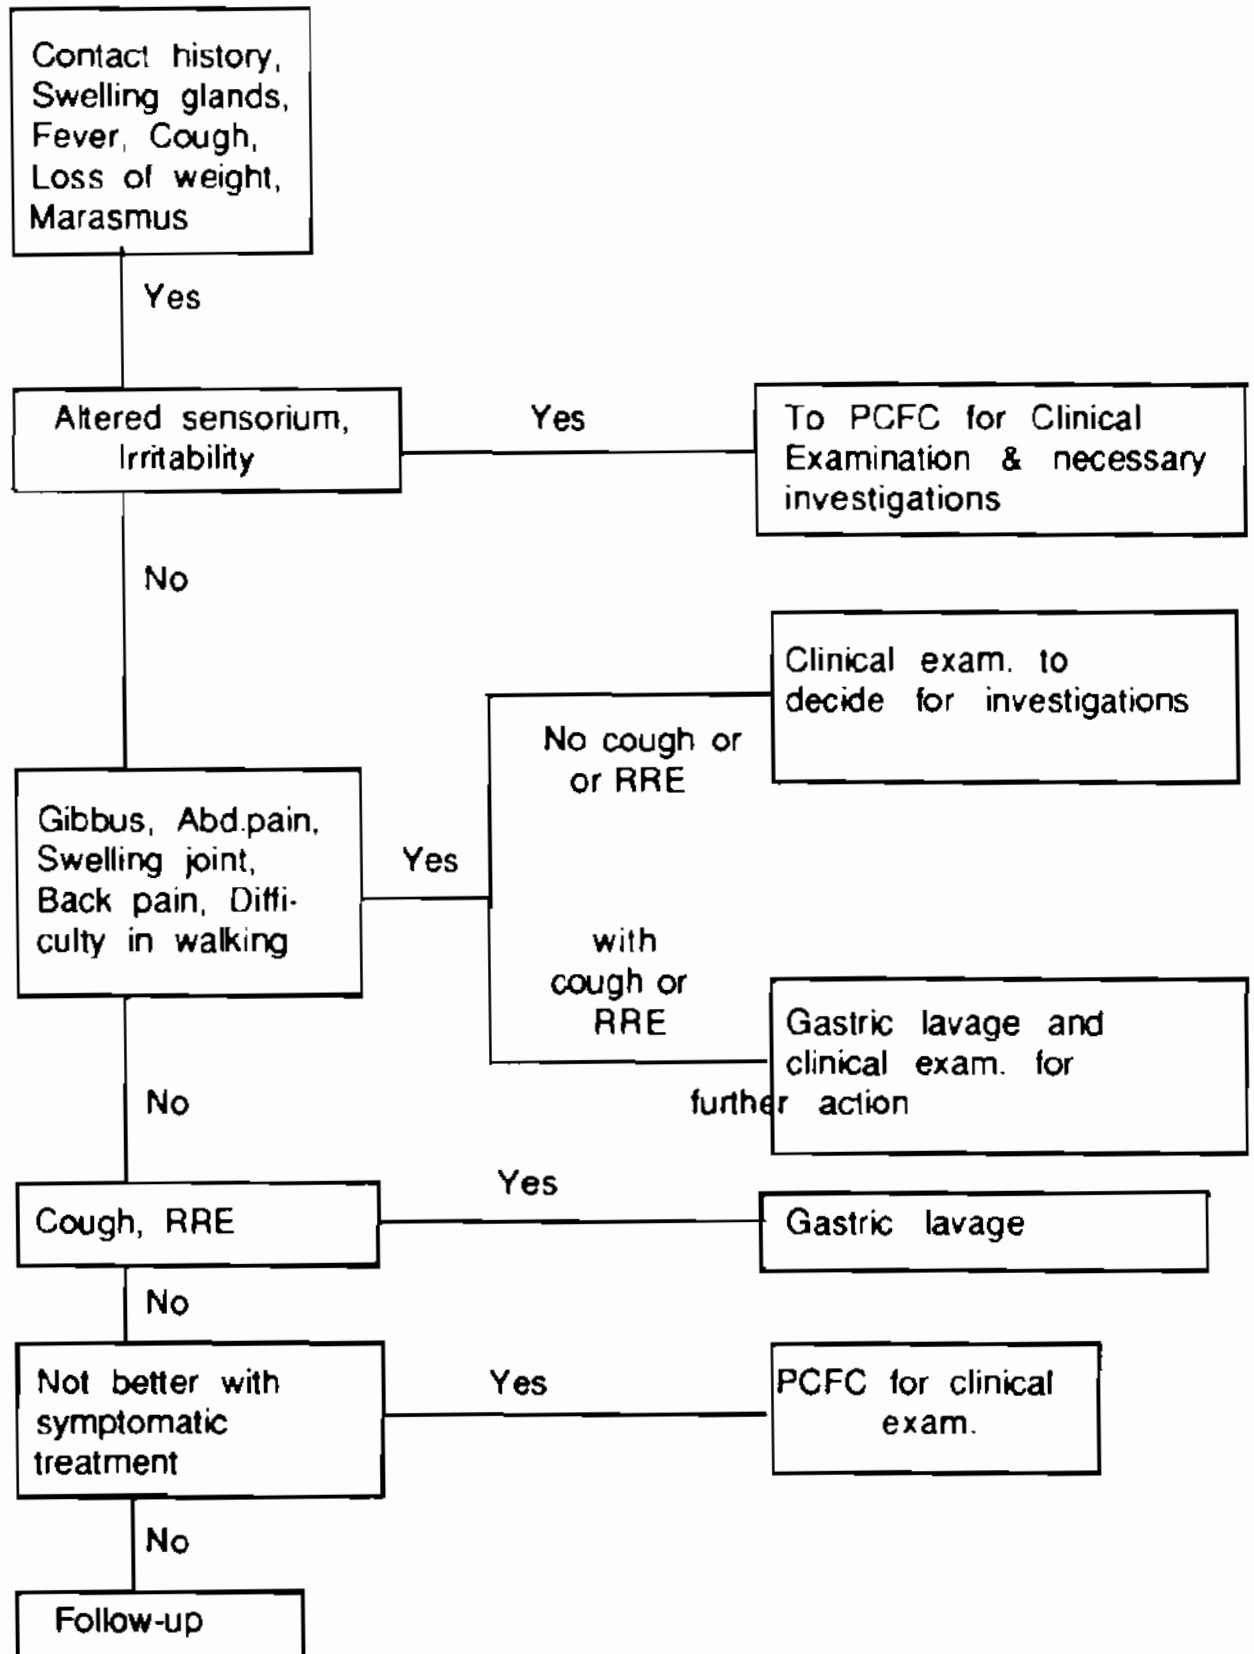 Contact history,
Swelling glands,
Fever, Cough,
Loss of weight,
Marasmus
Yes
Altered sensorium,
Irritability
Yes
To PCFC for Clinical
Examination & necessary
investigations
No
Clinical exam. to
decide for investigations
No cough or
or RRE
Gibbus, Abd.pain,
Swelling joint,
Back pain, Diffi-
culty in walking
Yes
with
cough or
RRE
Gastric lavage and
clinical exam. for
further action
No
Cough, RRE
Yes
Gastric lavage
No
Not better with
symptomatic
treatment
Yes
PCFC for clinical
exam.
No
Follow-up